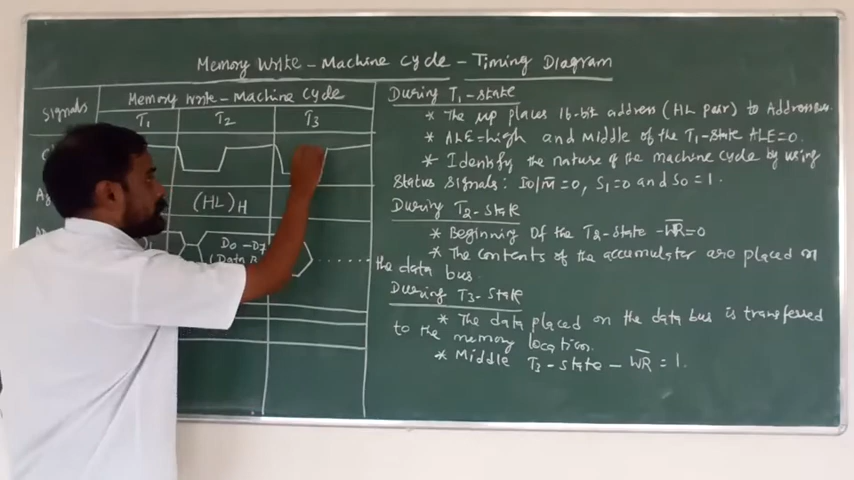 Memory Write - Machine Cycle - Timing Diagram
Signals
Memory Write - Machine Cycle
T1 T2 T3
(HL)H
D0 - D7
(Data
During T1-state
* The μp places 16-bit address (HL pair) to Address bus.
* ALE=high and Middle of the T1-state ALE=0.
* Identify the nature of the machine cycle by using
Status signals: IO/M̅=0, S1=0 and S0=1.
During T2-state
* Beginning of the T2-state - W̅R̅=0
* The contents of the accumulator are placed on
the data bus
During T3-state
* The data placed on the data bus is transferred
to the memory location.
* Middle T3-state - W̅R̅ = 1.